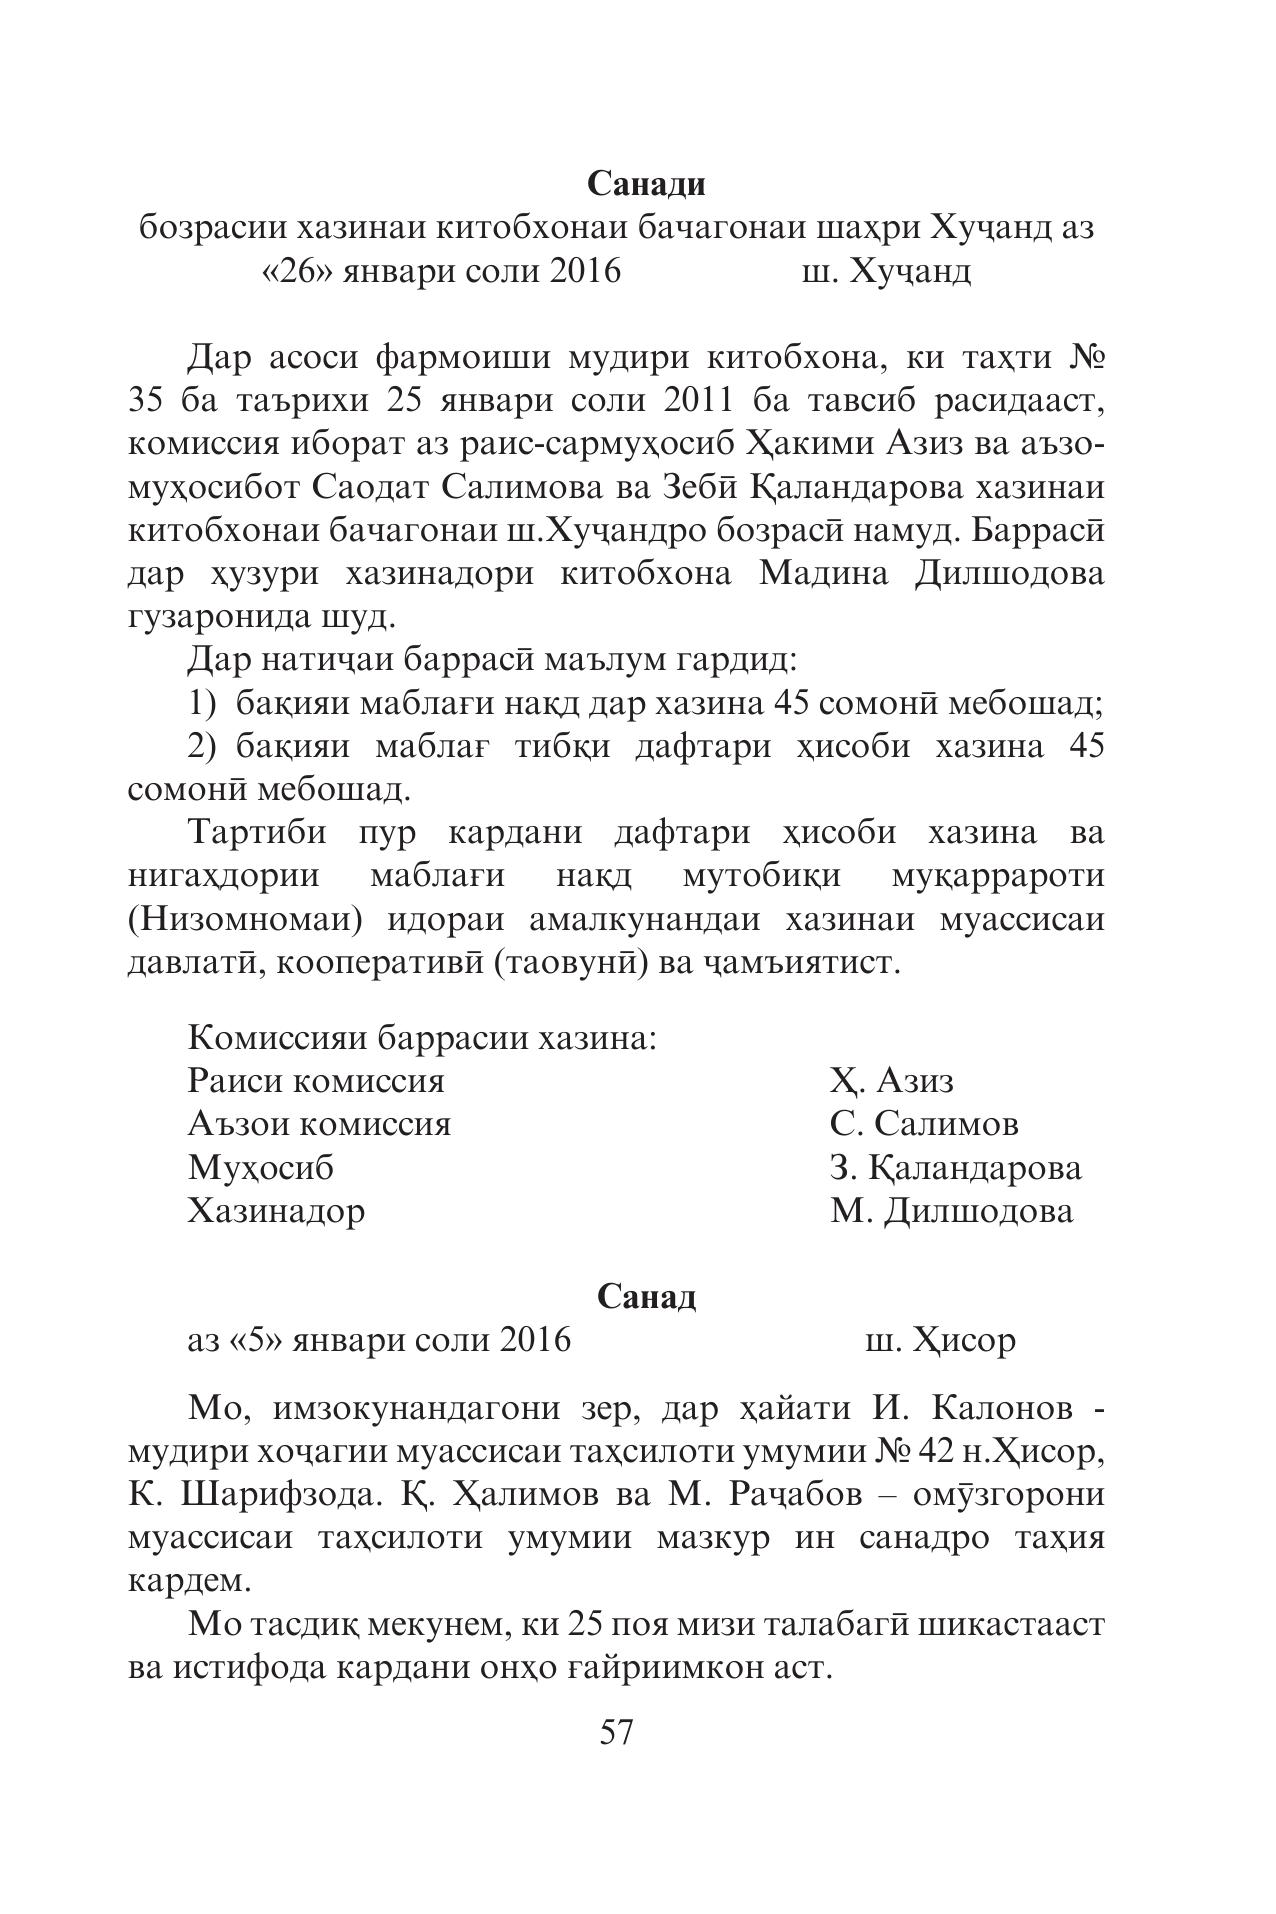 Санади
бозрасии хазинаи китобхонаи бачагонаи шаҳри Хуҷанд аз
«26» январи соли 2016 ш. Хуҷанд
Дар асоси фармоиши мудири китобхона, ки таҳти №
35 ба таърихи 25 январи соли 2011 ба тавсиб расидааст,
комиссия иборат аз раис-сармуҳосиб Ҳакими Азиз ва аъзо-
муҳосибот Саодат Салимова ва Зебӣ Қаландарова хазинаи
китобхонаи бачагонаи ш.Хуҷандро бозрасӣ намуд. Баррасӣ
дар ҳузури хазинадори китобхона Мадина Дилшодова
гузаронида шуд.
Дар натиҷаи баррасӣ маълум гардид:
1) бақияи маблағи нақд дар хазина 45 сомонӣ мебошад;
2) бақияи маблағ тибқи дафтари ҳисоби хазина 45
сомонӣ мебошад.
Тартиби пур кардани дафтари ҳисоби хазина ва
нигаҳдории маблағи нақд мутобиқи муқаррароти
(Низомномаи) идораи амалкунандаи хазинаи муассисаи
давлатӣ, кооперативӣ (таовунӣ) ва ҷамъиятист.
Комиссияи баррасии хазина:
Раиси комиссия Ҳ. Азиз
Аъзои комиссия С. Салимов
Муҳосиб З. Қаландарова
Хазинадор М. Дилшодова
Санад
аз «5» январи соли 2016 ш. Ҳисор
Мо, имзокунандагони зер, дар ҳайати И. Калонов -
мудири хоҷагии муассисаи таҳсилоти умумии № 42 н.Ҳисор,
К. Шарифзода. Қ. Ҳалимов ва М. Раҷабов – омӯзгорони
муассисаи таҳсилоти умумии мазкур ин санадро таҳия
кардем.
Мо тасдиқ мекунем, ки 25 поя мизи талабагӣ шикастааст
ва истифода кардани онҳо ғайриимкон аст.
57